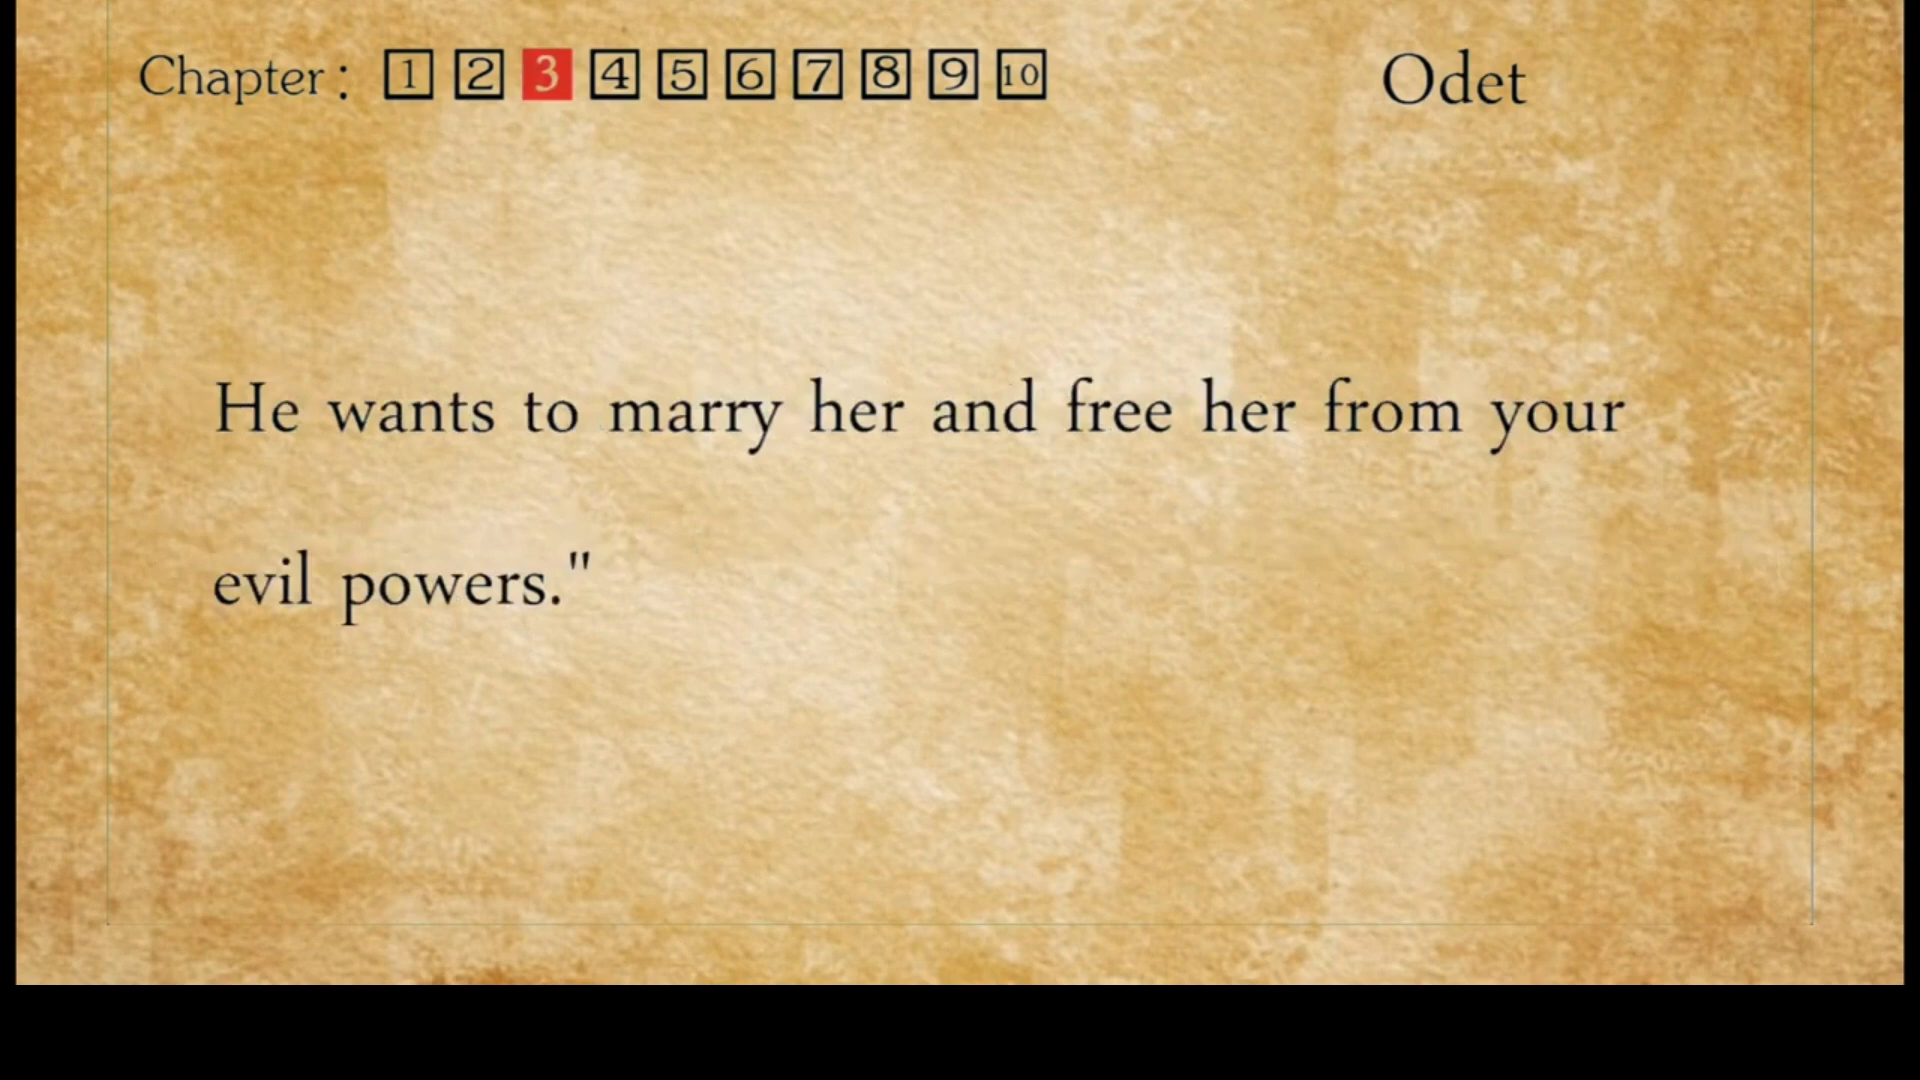 Chapter: 1 2 3 4 5 6 7 8 9 10 Odet
He wants to marry her and free her from your
evil powers."